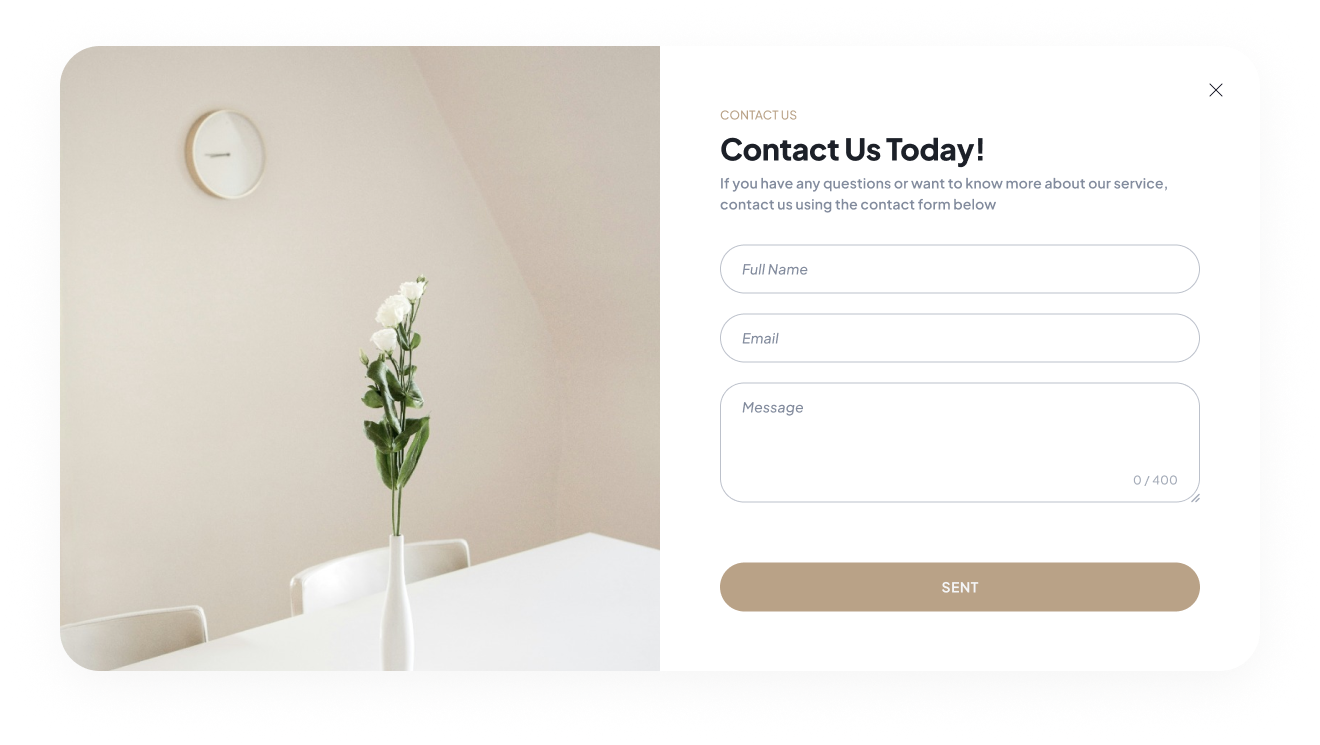 CONTACT US
Contact Us Today!
If you have any questions or want to know more about our service,
contact us using the contact form below
Full Name
Email
Message
0 / 400
SENT